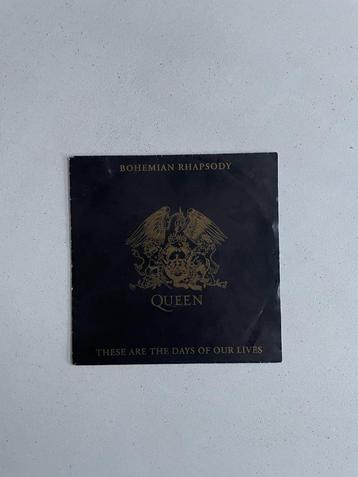 BOHEMIAN RHAPSODY
QUEEN
THESE ARE THE DAYS OF OUR LIVES